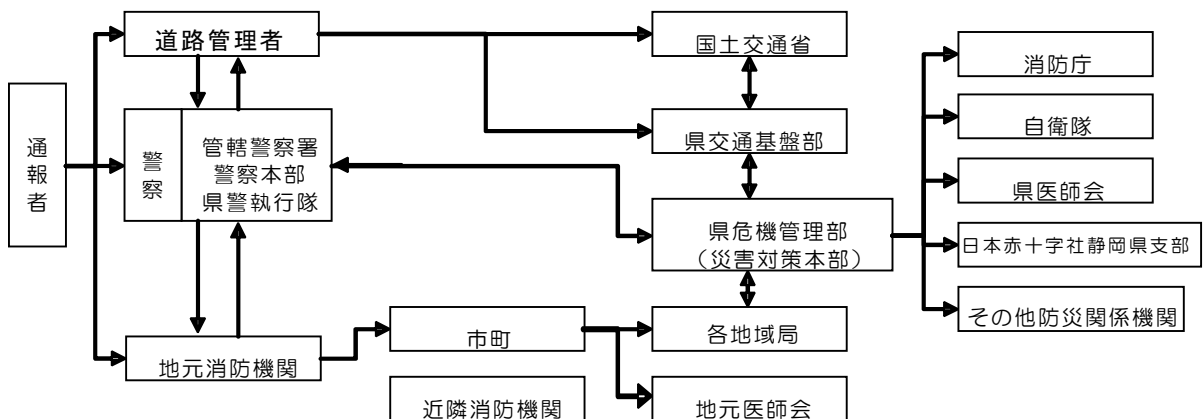 通報者
道路管理者
警察
管轄警察署
警察本部
県警執行隊
地元消防機関
市町
近隣消防機関
国土交通省
県交通基盤部
県危機管理部
（災害対策本部）
各地域局
地元医師会
消防庁
自衛隊
県医師会
日本赤十字社静岡県支部
その他防災関係機関